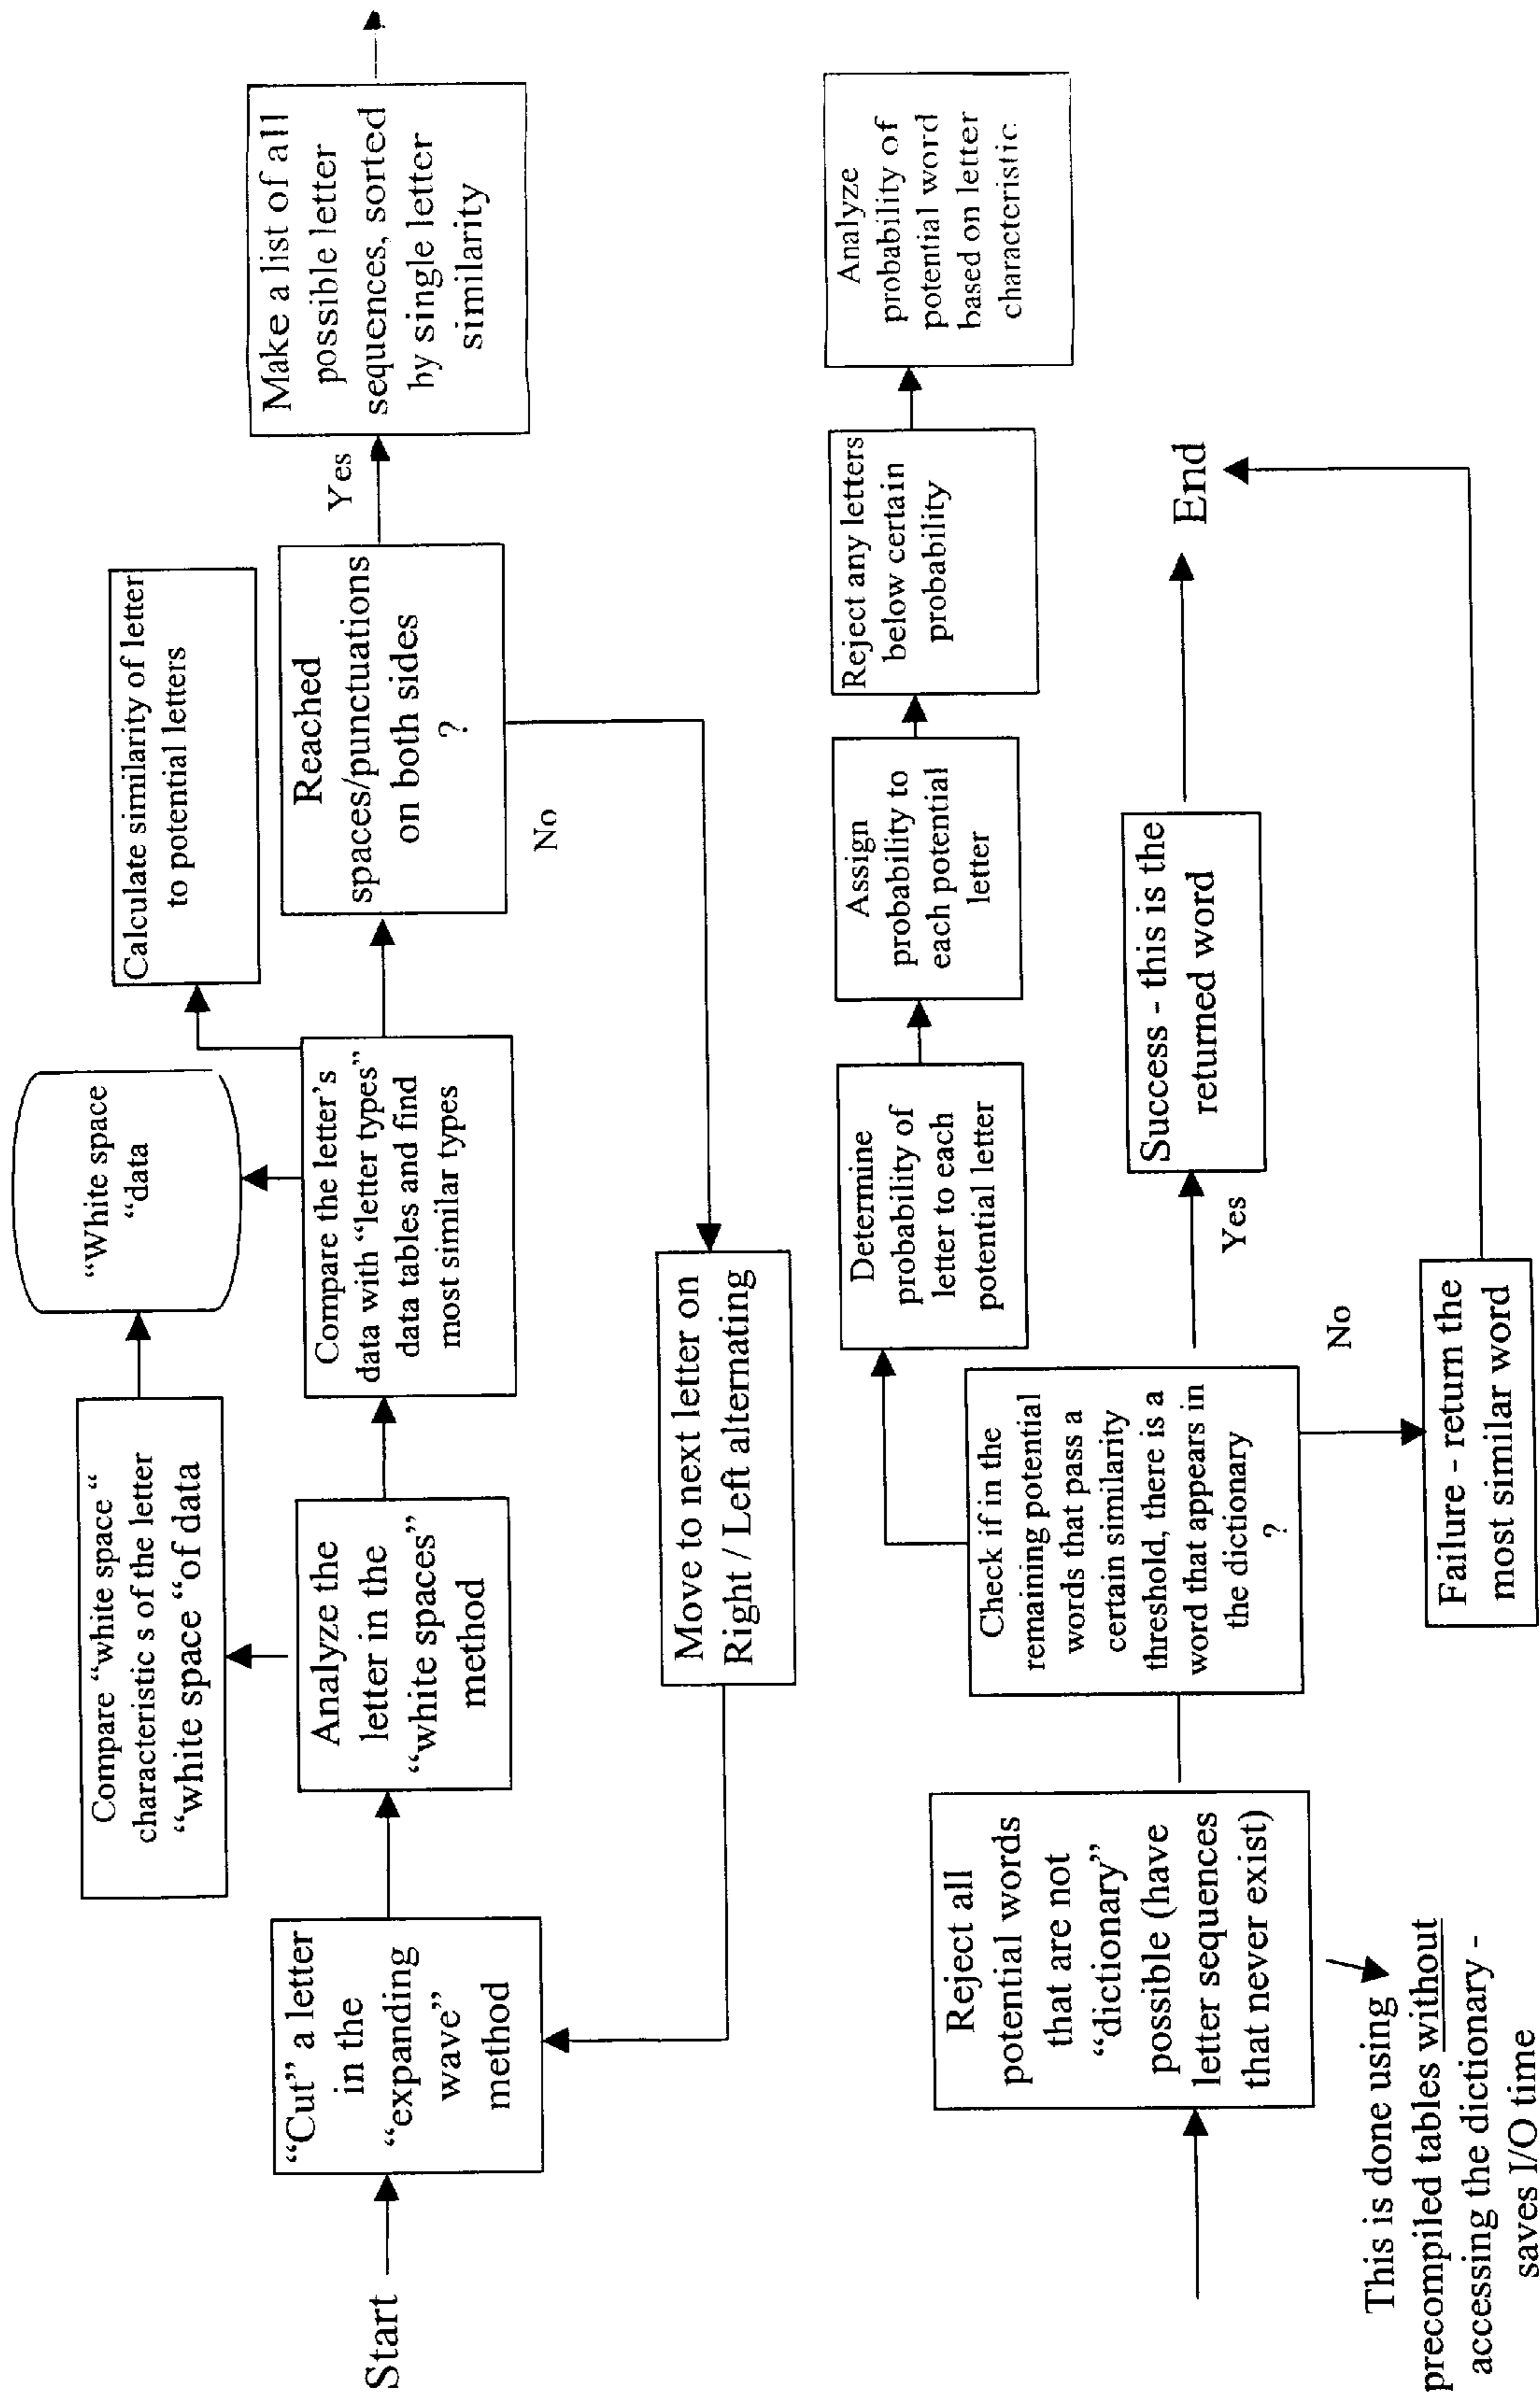 Start
“Cut” a letter
in the
“expanding
wave”
method
Compare “white space“
characteristic s of the letter
“white space “of data
Analyze the
letter in the
“white spaces”
method
“White space
“data
Compare the letter’s
data with “letter types”
data tables and find
most similar types
Calculate similarity of letter
to potential letters
Reached
spaces/punctuations
on both sides
?
Yes
No
Make a list of all
possible letter
sequences, sorted
by single letter
similarity
Move to next letter on
Right / Left alternating
Reject all
potential words
that are not
“dictionary”
possible (have
letter sequences
that never exist)
This is done using
precompiled tables without
accessing the dictionary -
saves I/O time
Check if in the
remaining potential
words that pass a
certain similarity
threshold, there is a
word that appears in
the dictionary
?
Determine
probability of
letter to each
potential letter
Assign
probability to
each potential
letter
Reject any letters
below certain
probability
Analyze
probability of
potential word
based on letter
characteristic
Yes
Success - this is the
returned word
End
No
Failure - return the
most similar word